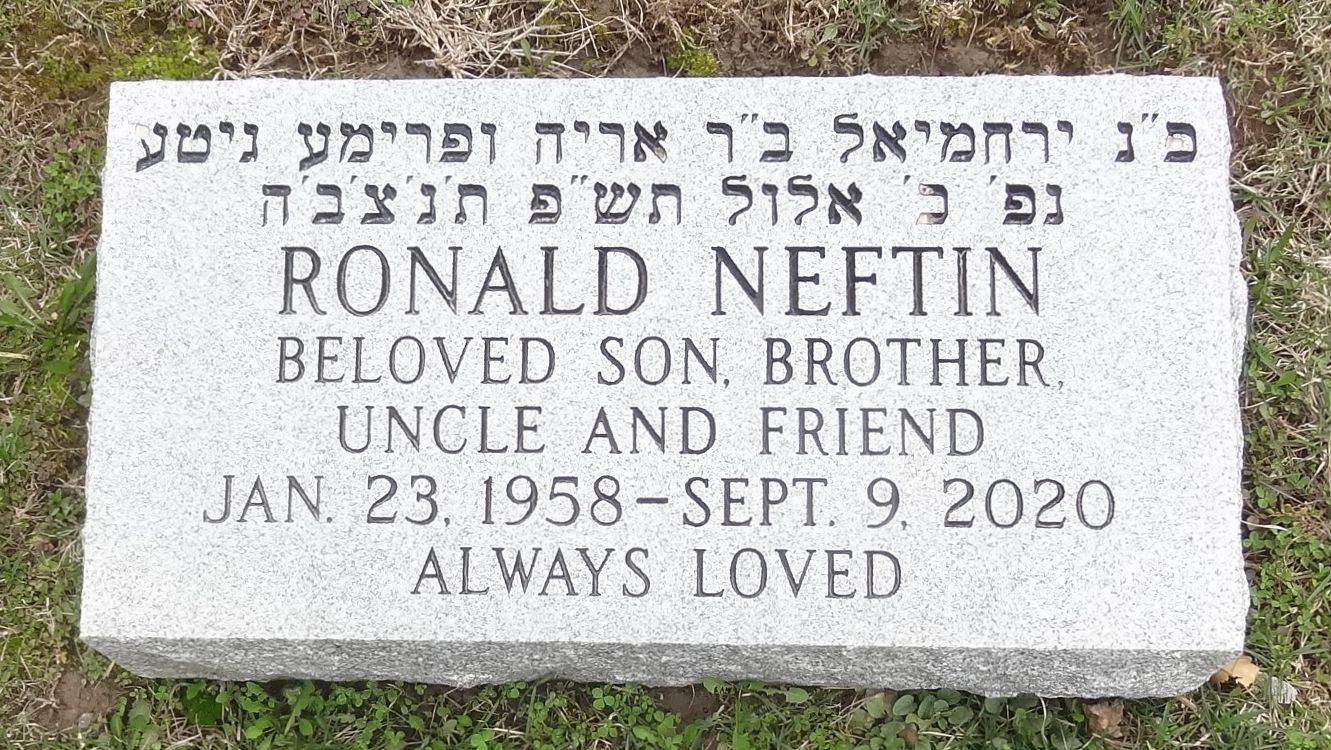 כ״נ ירחמיאל ב״ר אריה ופרימע גיטע
נפ׳ כ׳ אלול תש״פ ת׳נ׳צ׳ב׳ה
RONALD NEFTIN
BELOVED SON, BROTHER,
UNCLE AND FRIEND
JAN. 23, 1958–SEPT. 9, 2020
ALWAYS LOVED